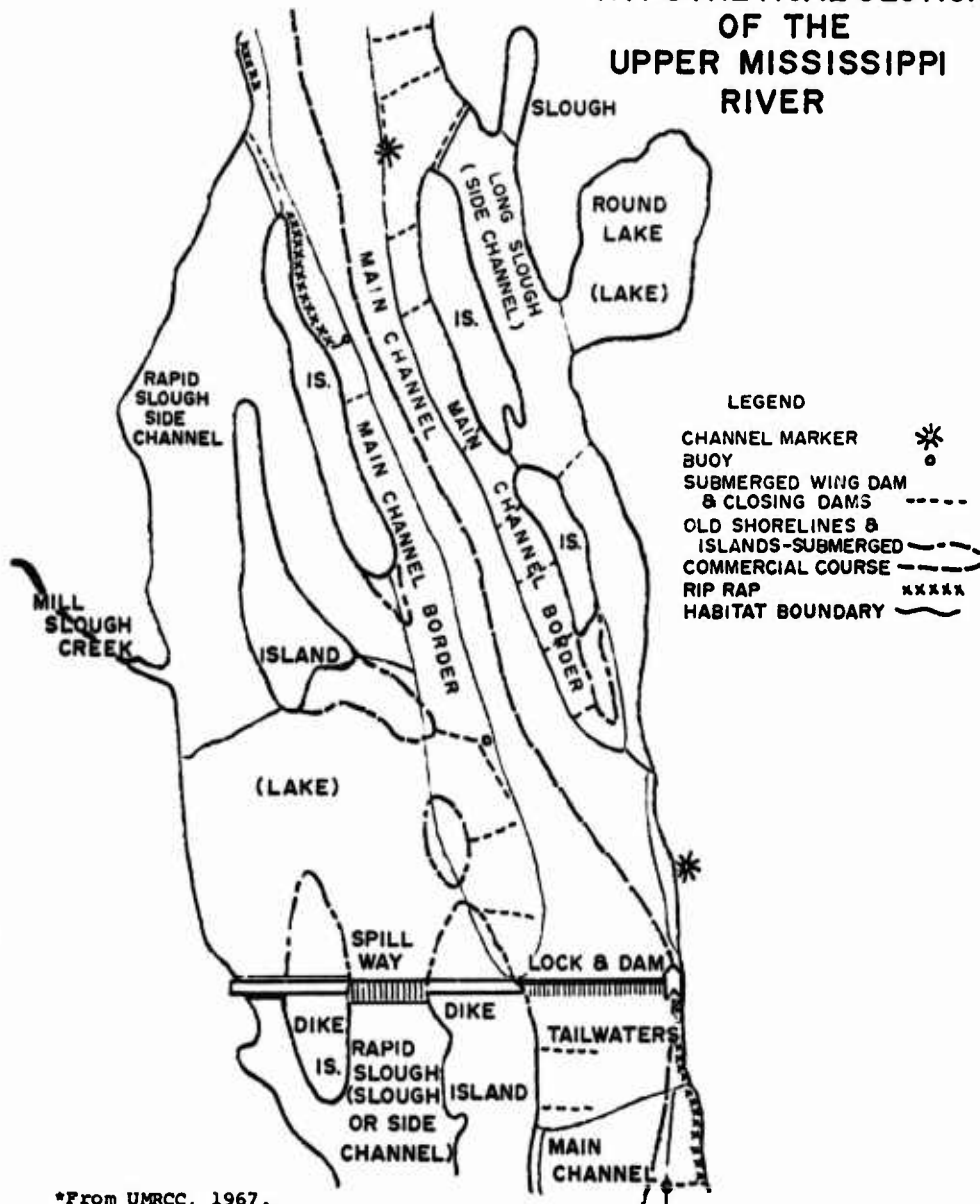 OF THE
UPPER MISSISSIPPI
RIVER
SLOUGH
LONG SLOUGH
(SIDE CHANNEL)
ROUND
LAKE
(LAKE)
MAIN CHANNEL
IS.
IS.
RAPID
SLOUGH
SIDE
CHANNEL
MAIN CHANNEL BORDER
MAIN CHANNEL BORDER
IS.
LEGEND
CHANNEL MARKER
BUOY
SUBMERGED WING DAM
& CLOSING DAMS
OLD SHORELINES &
ISLANDS-SUBMERGED
COMMERCIAL COURSE
RIP RAP
HABITAT BOUNDARY
MILL
SLOUGH
CREEK
ISLAND
(LAKE)
SPILL
WAY
LOCK & DAM
DIKE
DIKE
TAILWATERS
IS.
RAPID
SLOUGH
(SLOUGH
OR SIDE
CHANNEL)
ISLAND
MAIN
CHANNEL
*From UMRCC, 1967.